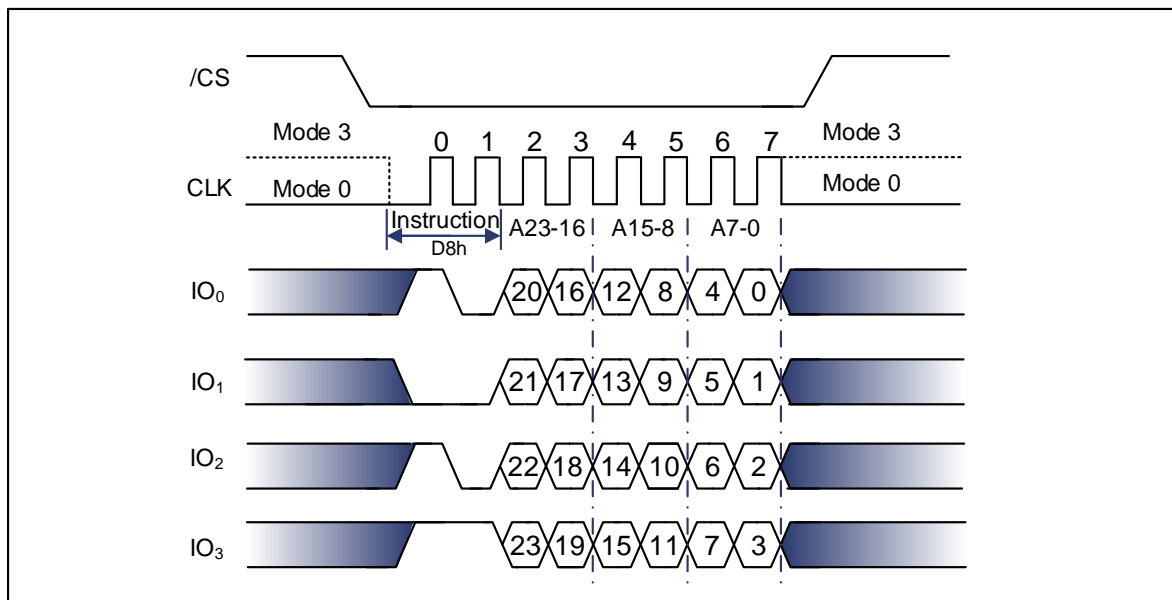 /CS
Mode 3
Mode 3
0 1 2 3 4 5 6 7
CLK
Mode 0
Mode 0
Instruction
A23-16 A15-8 A7-0
D8h
IO0
20 16 12 8 4 0
IO1
21 17 13 9 5 1
IO2
22 18 14 10 6 2
IO3
23 19 15 11 7 3